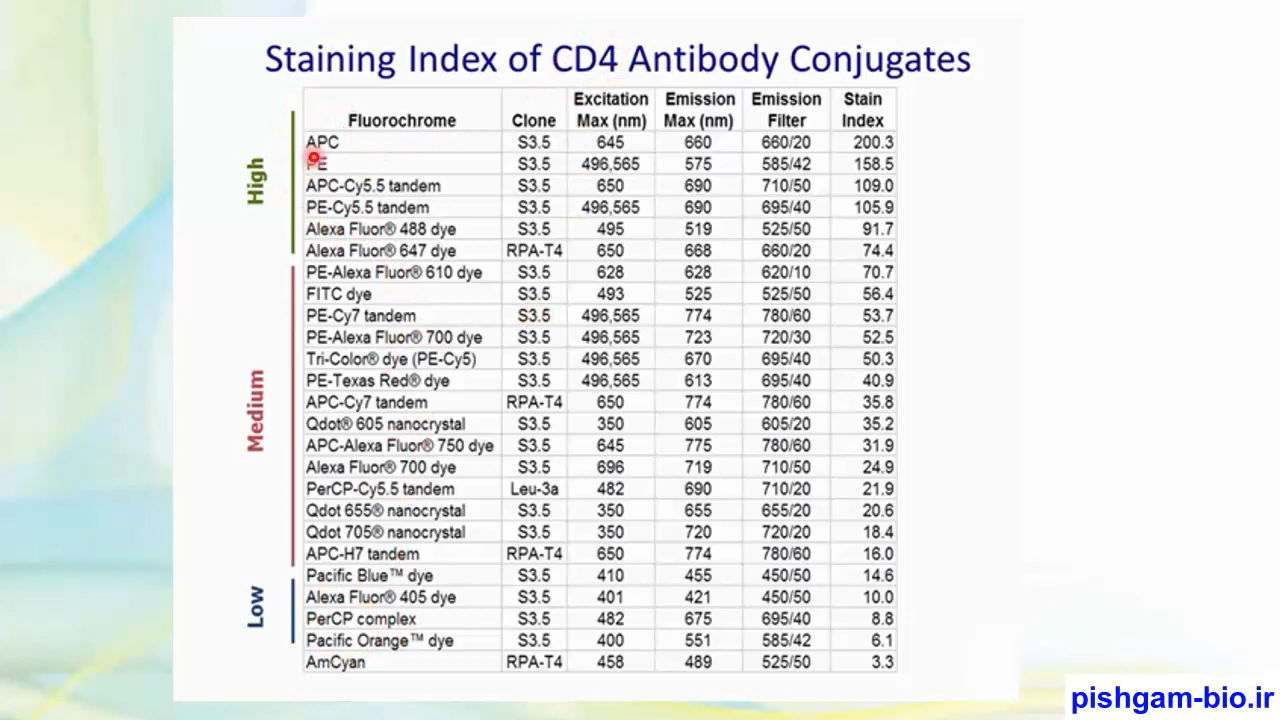 Staining Index of CD4 Antibody Conjugates
Fluorochrome Clone Excitation Max (nm) Emission Max (nm) Emission Filter Stain Index
High
APC S3.5 645 660 660/20 200.3
PE S3.5 496,565 575 585/42 158.5
APC-Cy5.5 tandem S3.5 650 690 710/50 109.0
PE-Cy5.5 tandem S3.5 496,565 690 695/40 105.9
Alexa Fluor® 488 dye S3.5 495 519 525/50 91.7
Alexa Fluor® 647 dye RPA-T4 650 668 660/20 74.4
Medium
PE-Alexa Fluor® 610 dye S3.5 628 628 620/10 70.7
FITC dye S3.5 493 525 525/50 56.4
PE-Cy7 tandem S3.5 496,565 774 780/60 53.7
PE-Alexa Fluor® 700 dye S3.5 496,565 723 720/30 52.5
Tri-Color® dye (PE-Cy5) S3.5 496,565 670 695/40 50.3
PE-Texas Red® dye S3.5 496,565 613 695/40 40.9
APC-Cy7 tandem RPA-T4 650 774 780/60 35.8
Qdot® 605 nanocrystal S3.5 350 605 605/20 35.2
APC-Alexa Fluor® 750 dye S3.5 645 775 780/60 31.9
Alexa Fluor® 700 dye S3.5 696 719 710/50 24.9
PerCP-Cy5.5 tandem Leu-3a 482 690 710/20 21.9
Qdot 655® nanocrystal S3.5 350 655 655/20 20.6
Qdot 705® nanocrystal S3.5 350 720 720/20 18.4
APC-H7 tandem RPA-T4 650 774 780/60 16.0
Low
Pacific Blue™ dye S3.5 410 455 450/50 14.6
Alexa Fluor® 405 dye S3.5 401 421 450/50 10.0
PerCP complex S3.5 482 675 695/40 8.8
Pacific Orange™ dye S3.5 400 551 585/42 6.1
AmCyan RPA-T4 458 489 525/50 3.3
pishgam-bio.ir